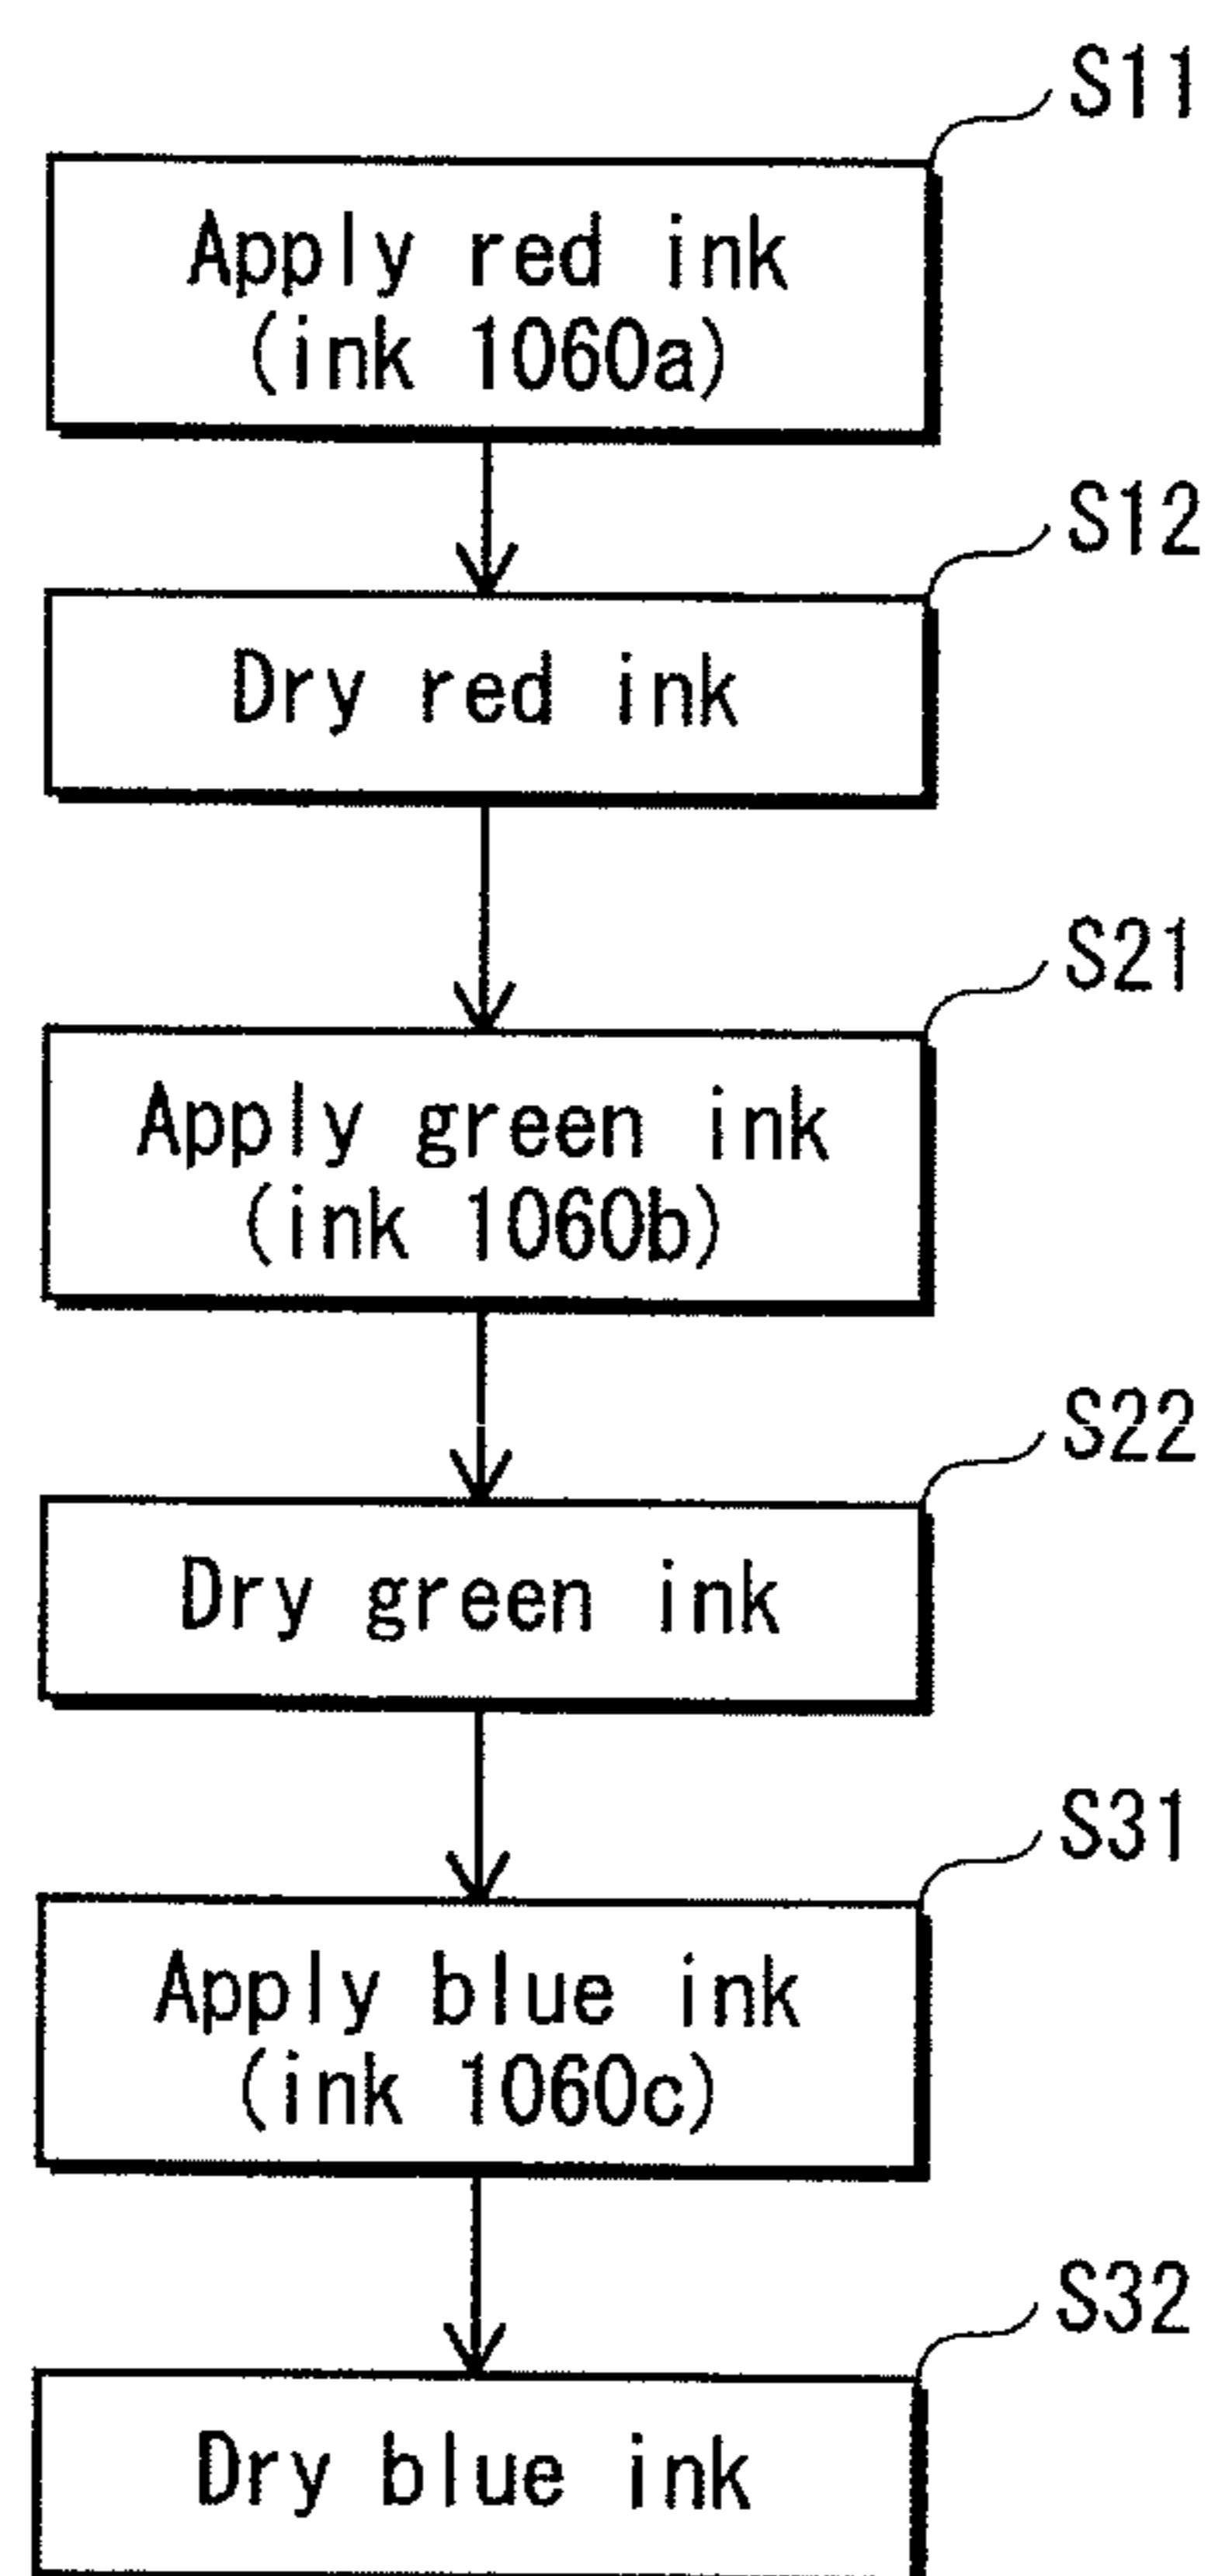 S11
Apply red ink
(ink 1060a)
S12
Dry red ink
S21
Apply green ink
(ink 1060b)
S22
Dry green ink
S31
Apply blue ink
(ink 1060c)
S32
Dry blue ink